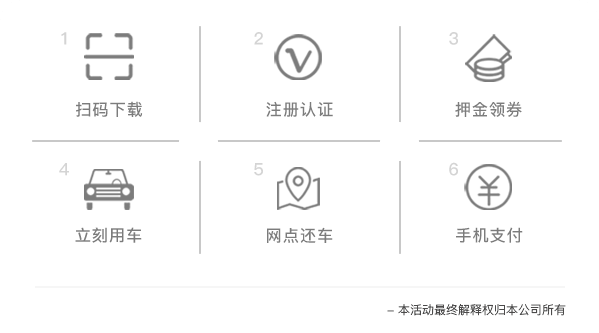 1 2 3
扫码下载 注册认证 押金领券
4 5 6
立刻用车 网点还车 手机支付
– 本活动最终解释权归本公司所有